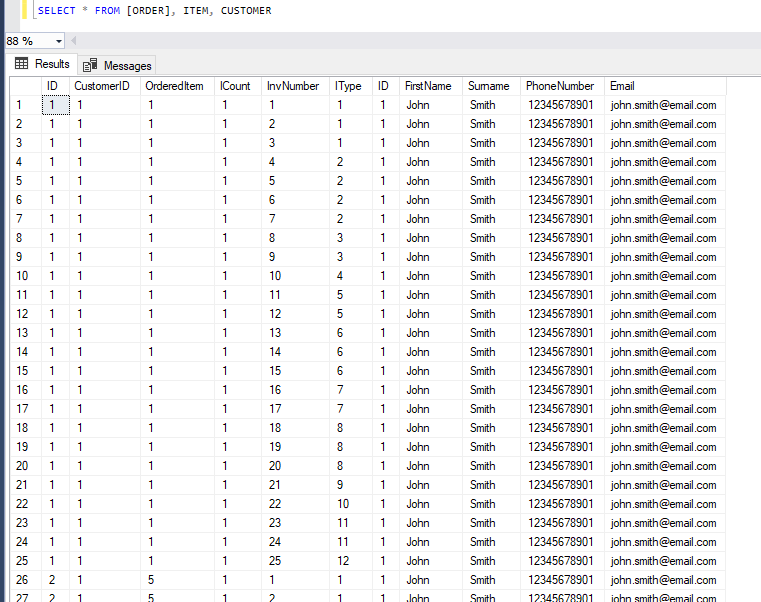 SELECT * FROM [ORDER], ITEM, CUSTOMER
88 %
Results Messages
ID CustomerID OrderedItem ICount InvNumber IType ID FirstName Surname PhoneNumber Email
1 1 1 1 1 1 1 1 John Smith 12345678901 john.smith@email.com
2 1 1 1 1 2 1 1 John Smith 12345678901 john.smith@email.com
3 1 1 1 1 3 1 1 John Smith 12345678901 john.smith@email.com
4 1 1 1 1 4 2 1 John Smith 12345678901 john.smith@email.com
5 1 1 1 1 5 2 1 John Smith 12345678901 john.smith@email.com
6 1 1 1 1 6 2 1 John Smith 12345678901 john.smith@email.com
7 1 1 1 1 7 2 1 John Smith 12345678901 john.smith@email.com
8 1 1 1 1 8 3 1 John Smith 12345678901 john.smith@email.com
9 1 1 1 1 9 3 1 John Smith 12345678901 john.smith@email.com
10 1 1 1 1 10 4 1 John Smith 12345678901 john.smith@email.com
11 1 1 1 1 11 5 1 John Smith 12345678901 john.smith@email.com
12 1 1 1 1 12 5 1 John Smith 12345678901 john.smith@email.com
13 1 1 1 1 13 6 1 John Smith 12345678901 john.smith@email.com
14 1 1 1 1 14 6 1 John Smith 12345678901 john.smith@email.com
15 1 1 1 1 15 6 1 John Smith 12345678901 john.smith@email.com
16 1 1 1 1 16 7 1 John Smith 12345678901 john.smith@email.com
17 1 1 1 1 17 7 1 John Smith 12345678901 john.smith@email.com
18 1 1 1 1 18 8 1 John Smith 12345678901 john.smith@email.com
19 1 1 1 1 19 8 1 John Smith 12345678901 john.smith@email.com
20 1 1 1 1 20 8 1 John Smith 12345678901 john.smith@email.com
21 1 1 1 1 21 9 1 John Smith 12345678901 john.smith@email.com
22 1 1 1 1 22 10 1 John Smith 12345678901 john.smith@email.com
23 1 1 1 1 23 11 1 John Smith 12345678901 john.smith@email.com
24 1 1 1 1 24 11 1 John Smith 12345678901 john.smith@email.com
25 1 1 1 1 25 12 1 John Smith 12345678901 john.smith@email.com
26 2 1 5 1 1 1 1 John Smith 12345678901 john.smith@email.com
27 2 1 5 1 2 1 1 John Smith 12345678901 john.smith@email.com